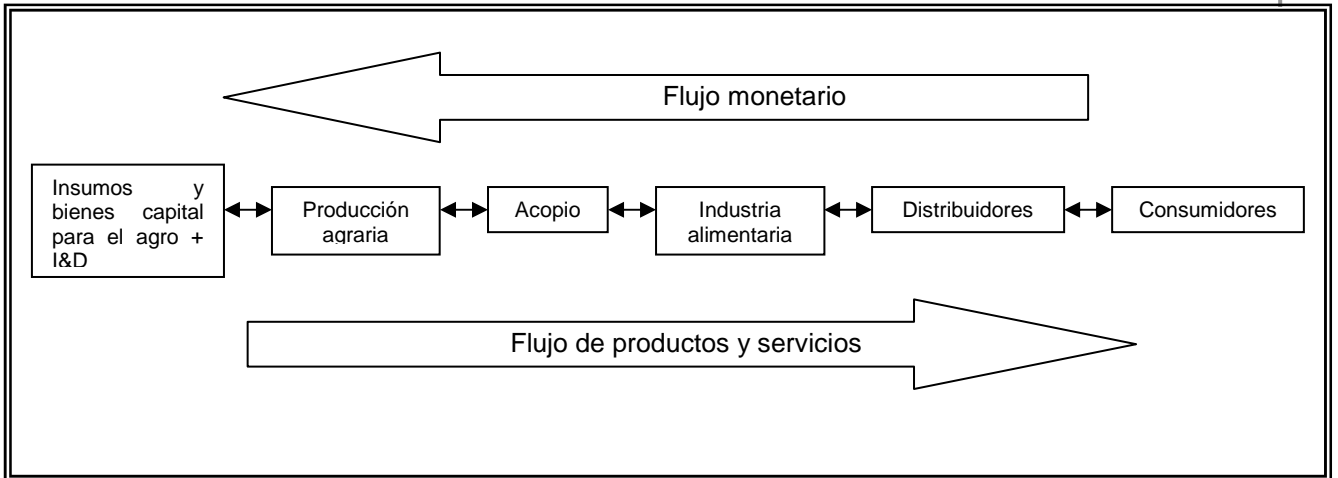 Flujo monetario
Insumos y
bienes capital
para el agro +
I&D
Producción
agraria
Acopio
Industria
alimentaria
Distribuidores
Consumidores
Flujo de productos y servicios